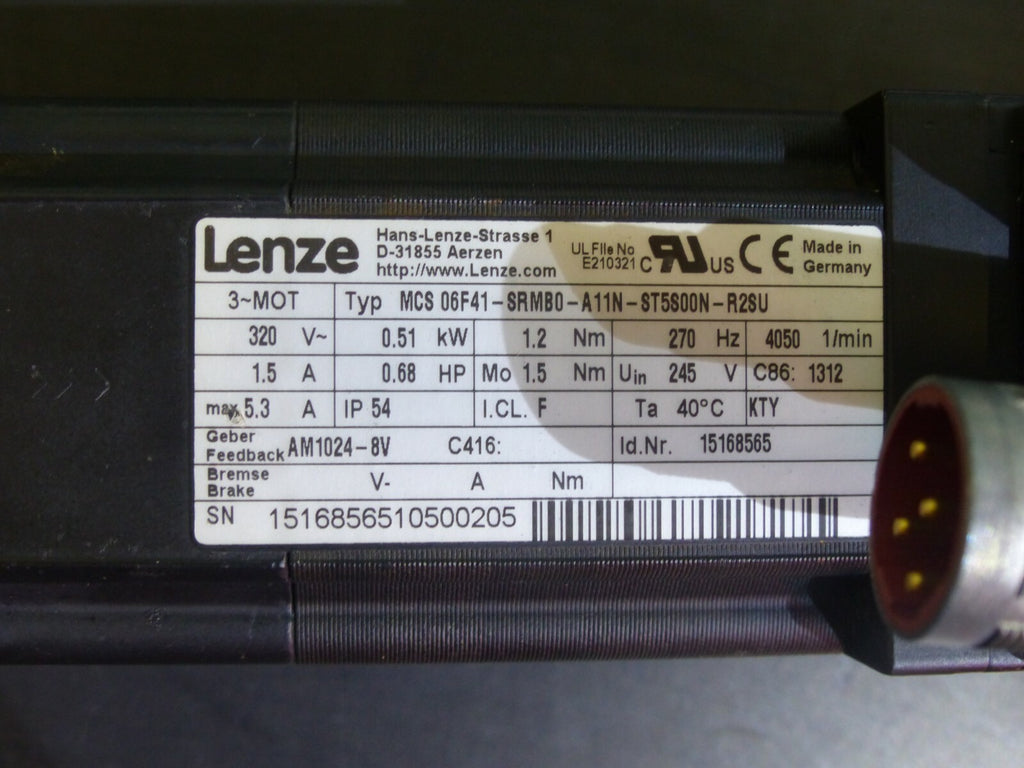 Lenze
Hans-Lenze-Strasse 1
D-31855 Aerzen
http://www.Lenze.com
UL File No
E210321
C RU US CE
Made in
Germany
3~MOT Typ MCS 06F41-SRMB0-A11N-ST5S00N-R2SU
320 V~ 0.51 kW 1.2 Nm 270 Hz 4050 1/min
1.5 A 0.68 HP Mo 1.5 Nm Uin 245 V C86: 1312
max. 5.3 A IP 54 I.CL. F Ta 40°C KTY
Geber
Feedback AM1024-8V C416: Id.Nr. 15168565
Bremse
Brake V- A Nm
SN 1516856510500205